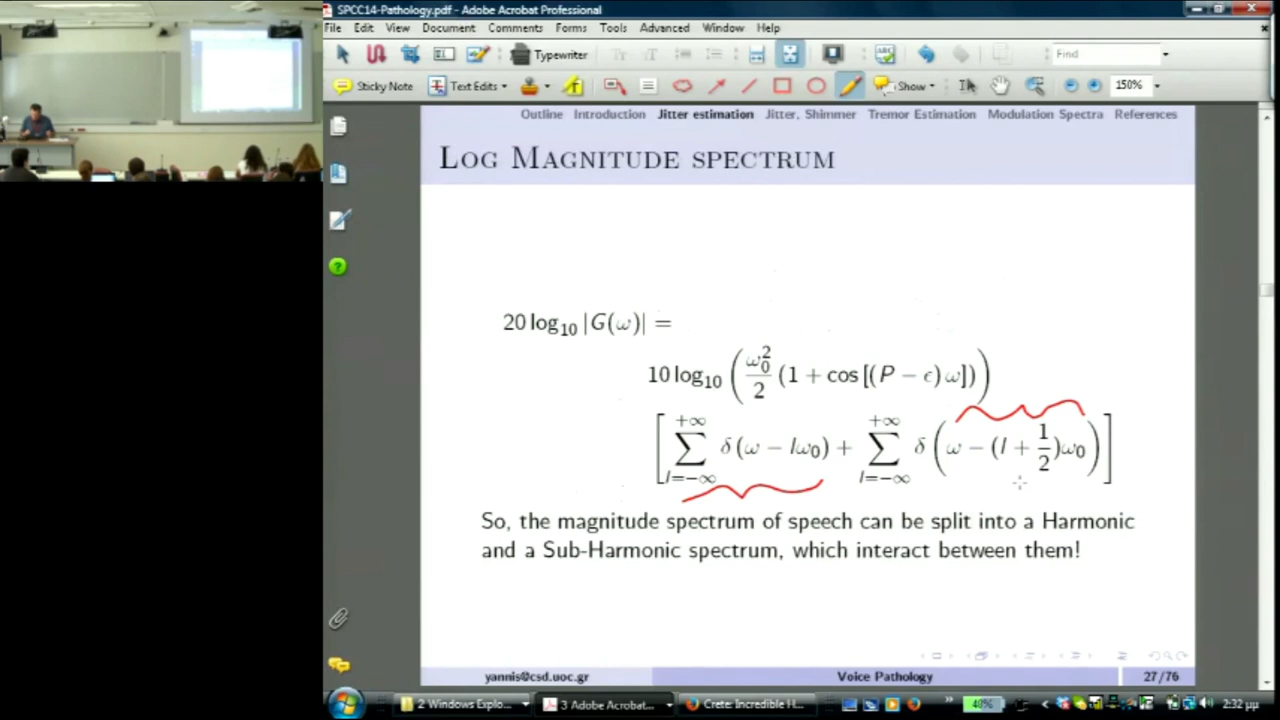 SPCC14-Pathology.pdf - Adobe Acrobat Professional
File Edit View Document Comments Forms Tools Advanced Window Help
Typewriter Find
Sticky Note Text Edits Show 150%
Outline Introduction Jitter estimation Jitter, Shimmer Tremor Estimation Modulation Spectra References
LOG MAGNITUDE SPECTRUM
20 log₁₀ |G(ω)| =
10 log₁₀ ( ω₀²/2 (1 + cos [(P − ϵ) ω]) )
[ ∑_{l=−∞}^{+∞} δ (ω − lω₀) + ∑_{l=−∞}^{+∞} δ ( ω − (l + 1/2)ω₀ ) ]
So, the magnitude spectrum of speech can be split into a Harmonic
and a Sub-Harmonic spectrum, which interact between them!
yannis@csd.uoc.gr Voice Pathology 27/76
2 Windows Explo... 3 Adobe Acrobat... Crete: Incredible H... 48% 2:32 μμ